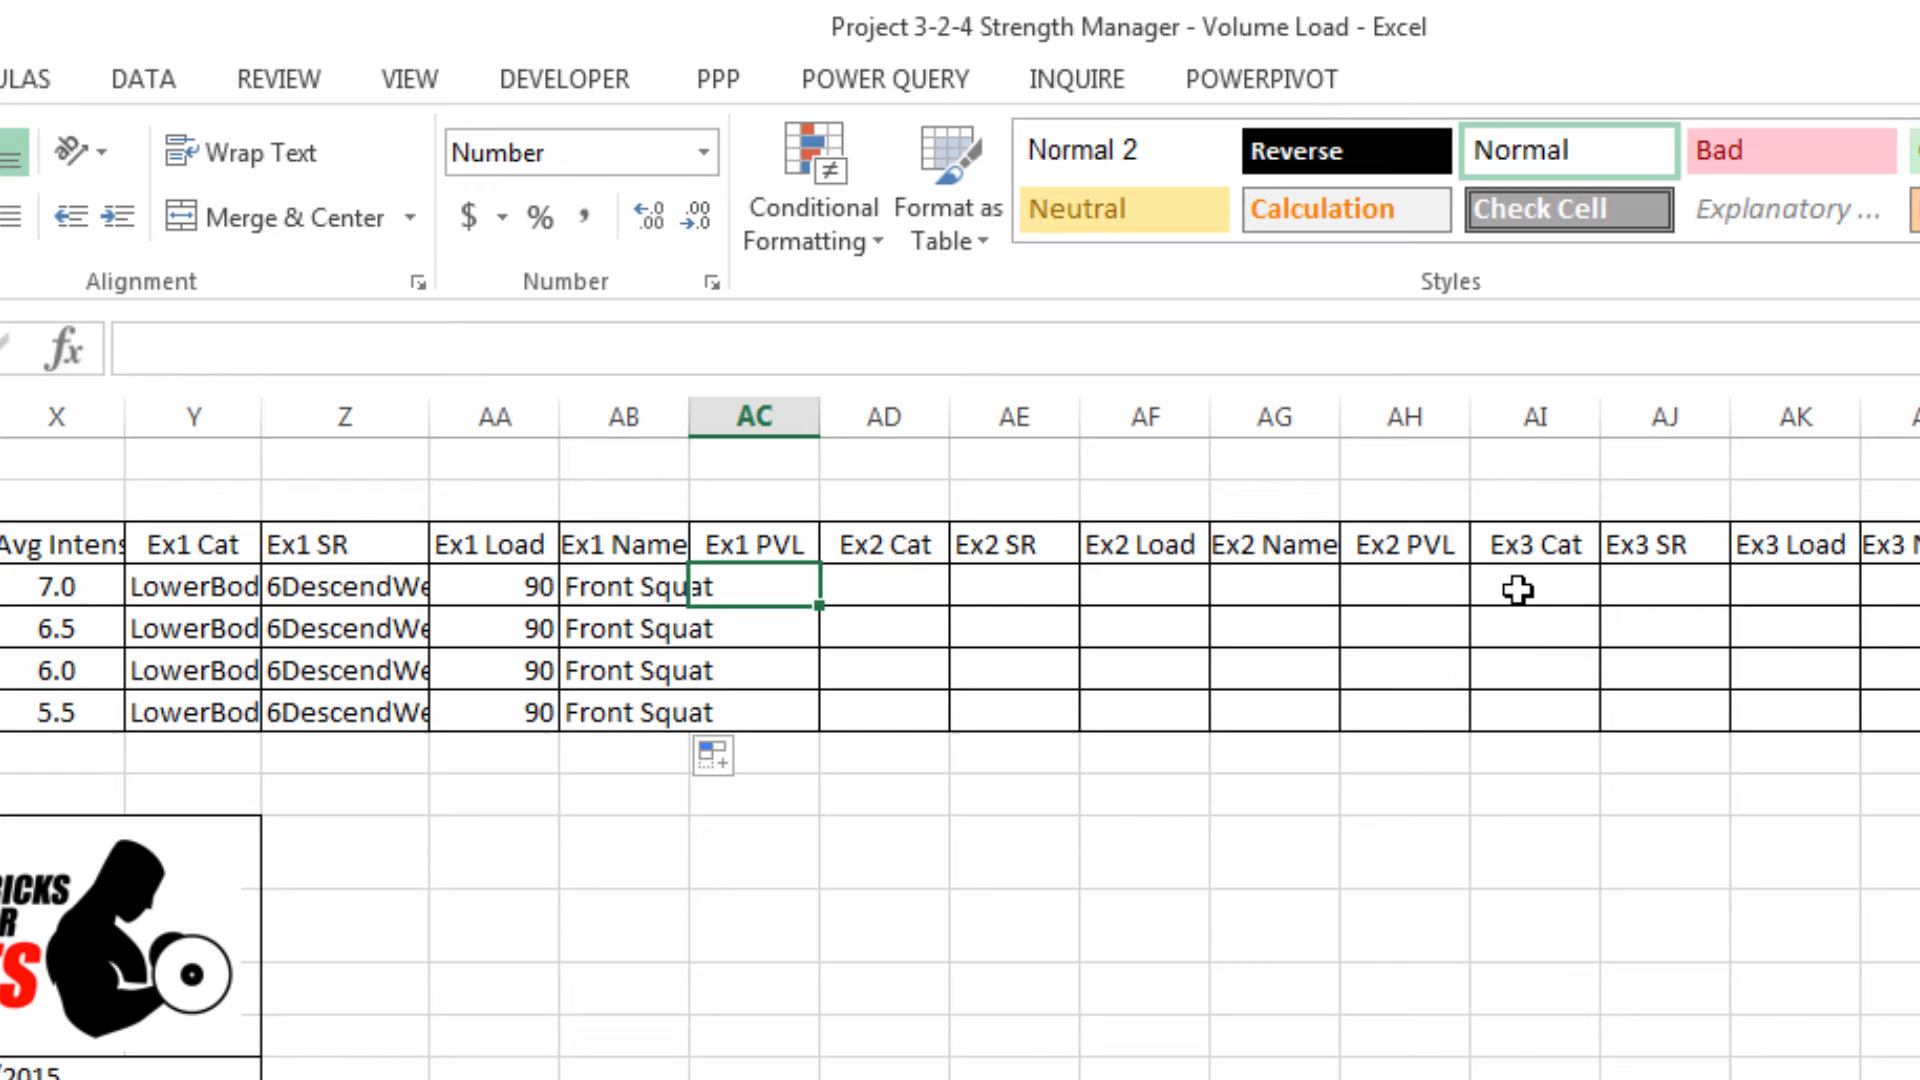 Project 3-2-4 Strength Manager - Volume Load - Excel
ULAS DATA REVIEW VIEW DEVELOPER PPP POWER QUERY INQUIRE POWERPIVOT
Wrap Text Number Normal 2 Reverse Normal Bad
Merge & Center $ % , Conditional Formatting Format as Table Neutral Calculation Check Cell Explanatory ...
Alignment Number Styles
fx
X Y Z AA AB AC AD AE AF AG AH AI AJ AK
Avg Intens Ex1 Cat Ex1 SR Ex1 Load Ex1 Name Ex1 PVL Ex2 Cat Ex2 SR Ex2 Load Ex2 Name Ex2 PVL Ex3 Cat Ex3 SR Ex3 Load Ex3
7.0 LowerBod 6DescendWe 90 Front Squat
6.5 LowerBod 6DescendWe 90 Front Squat
6.0 LowerBod 6DescendWe 90 Front Squat
5.5 LowerBod 6DescendWe 90 Front Squat
RICKS
R
TS
/2015